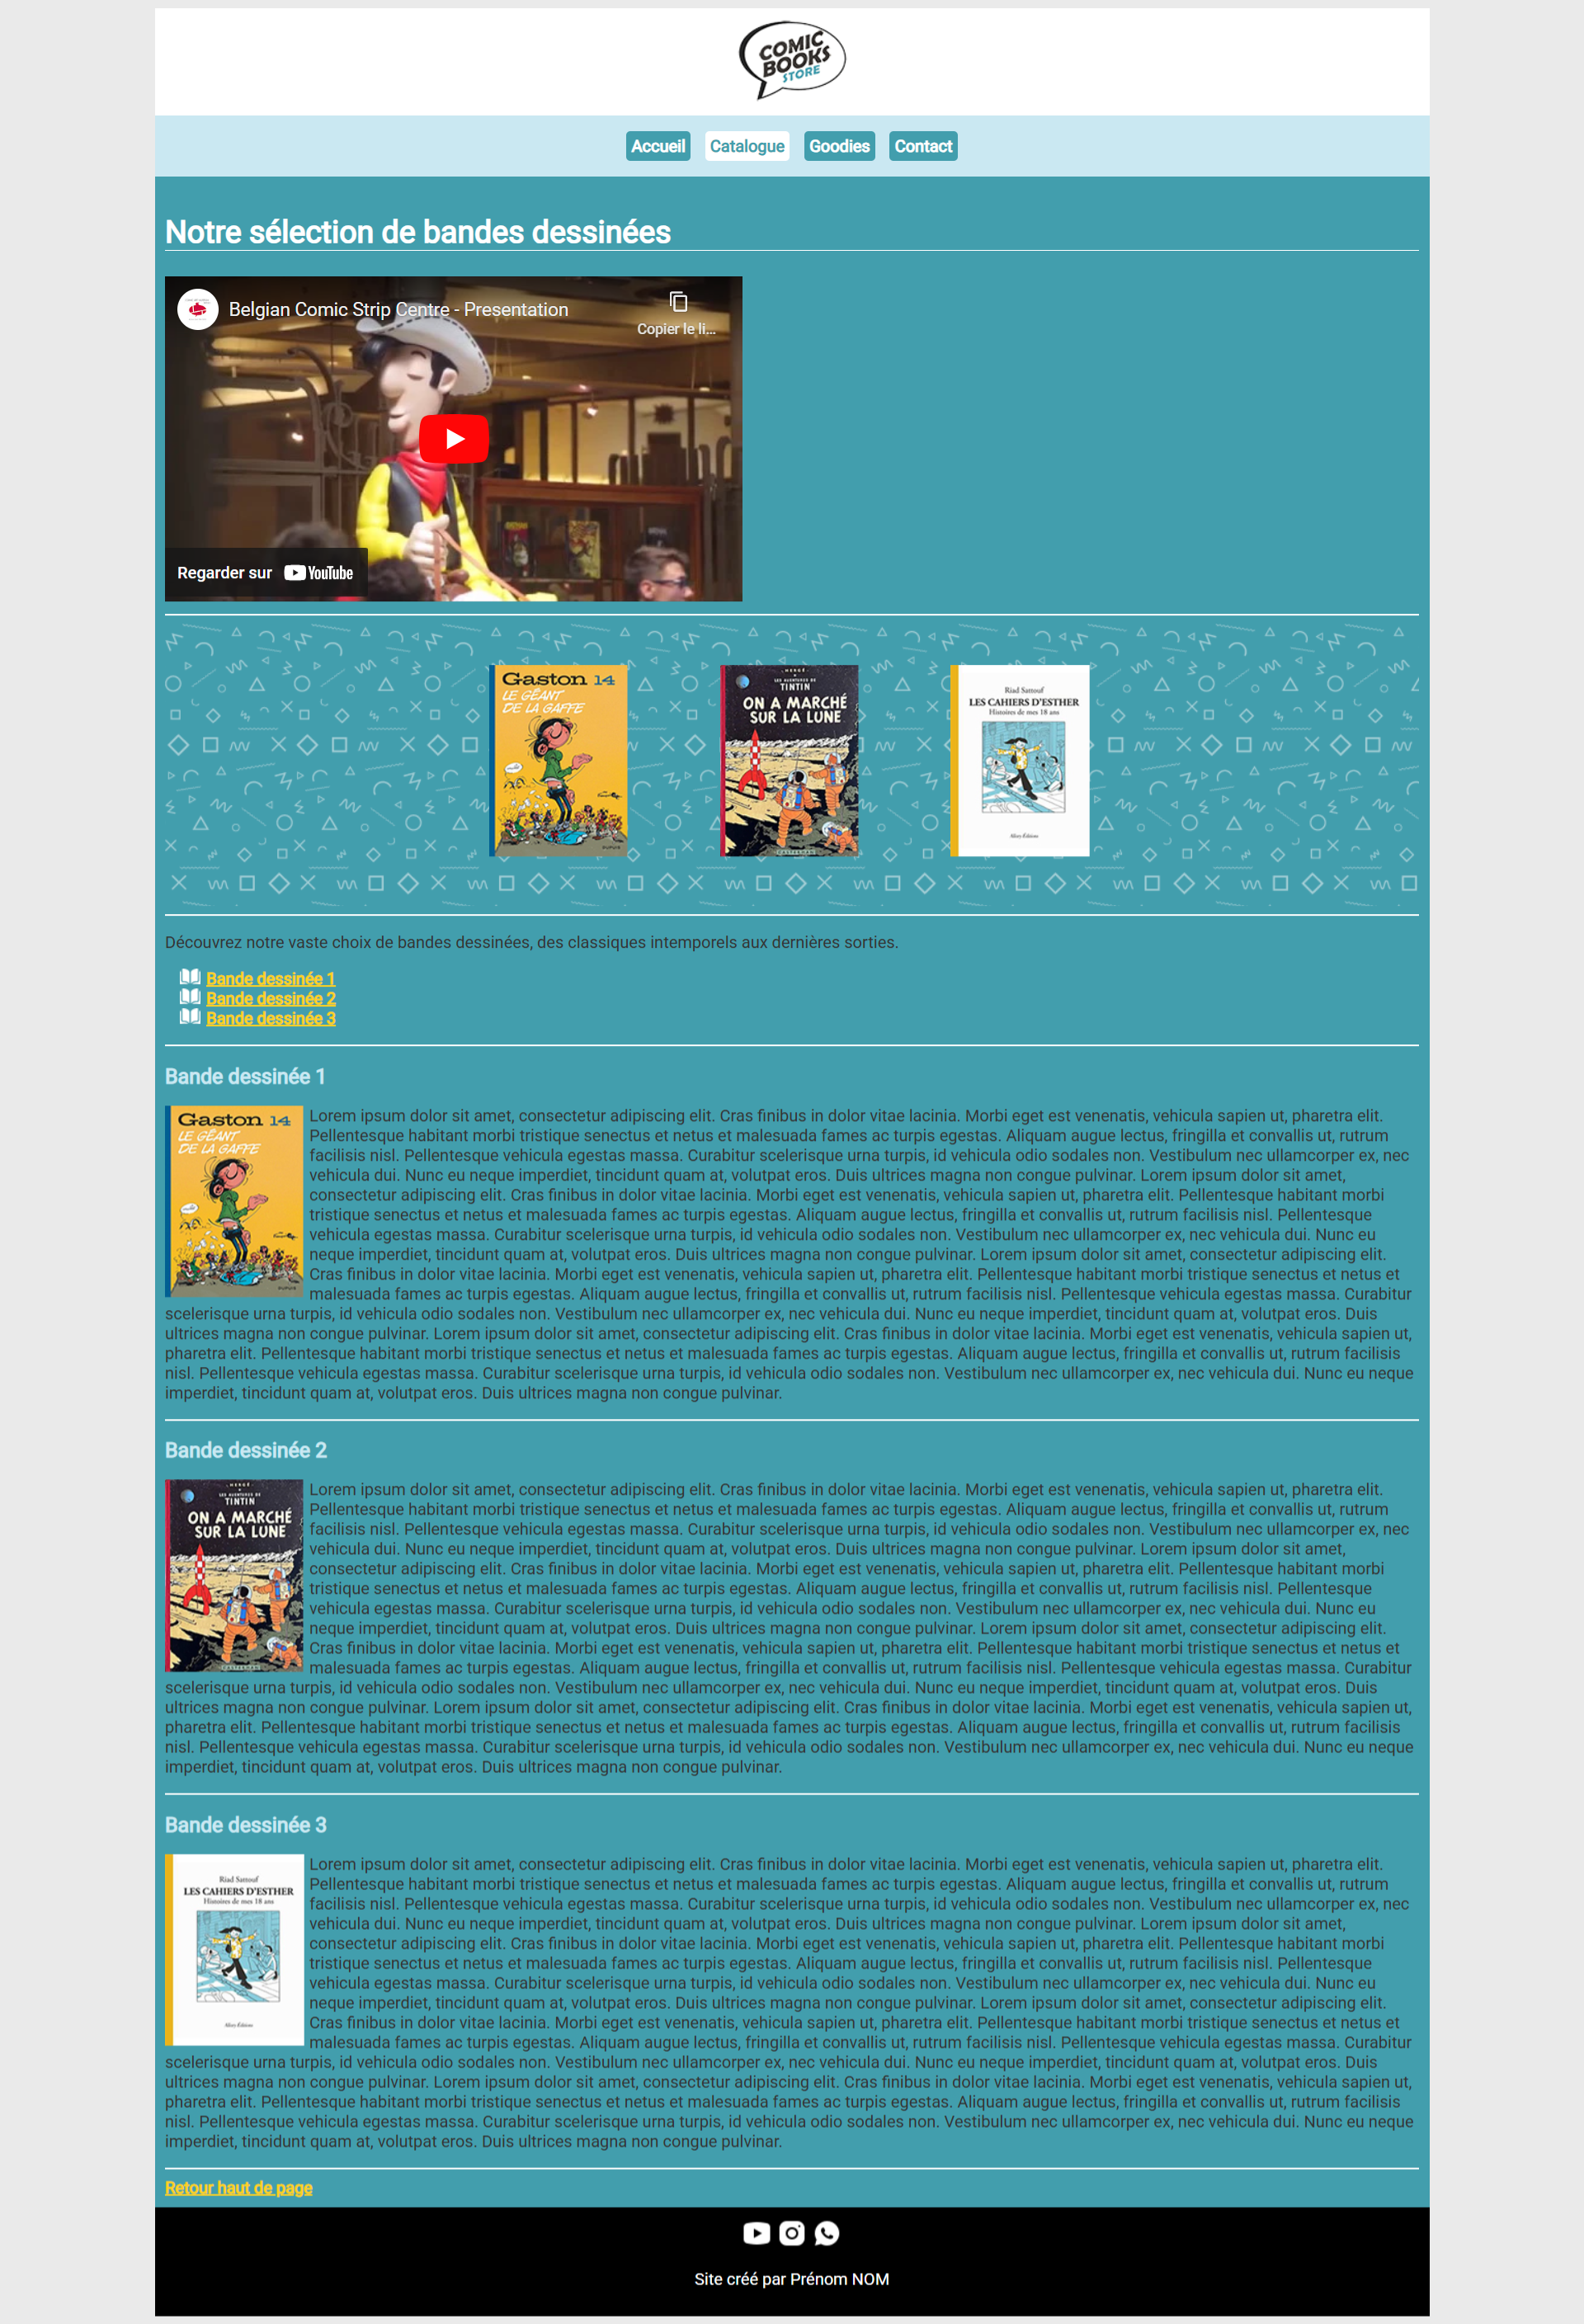 COMIC
BOOKS
STORE
Accueil Catalogue Goodies Contact
Notre sélection de bandes dessinées
Belgian Comic Strip Centre - Presentation
Copier le li...
Regarder sur YouTube
Gaston 14
LE GÉANT
DE LA GAFFE
DUPUIS
HERGÉ
LES AVENTURES DE
TINTIN
ON A MARCHÉ
SUR LA LUNE
CASTERMAN
Riad Sattouf
LES CAHIERS D'ESTHER
Histoires de mes 18 ans
Allary Éditions
Découvrez notre vaste choix de bandes dessinées, des classiques intemporels aux dernières sorties.
Bande dessinée 1
Bande dessinée 2
Bande dessinée 3
Bande dessinée 1
Gaston 14
LE GÉANT
DE LA GAFFE
DUPUIS
Lorem ipsum dolor sit amet, consectetur adipiscing elit. Cras finibus in dolor vitae lacinia. Morbi eget est venenatis, vehicula sapien ut, pharetra elit.
Pellentesque habitant morbi tristique senectus et netus et malesuada fames ac turpis egestas. Aliquam augue lectus, fringilla et convallis ut, rutrum
facilisis nisl. Pellentesque vehicula egestas massa. Curabitur scelerisque urna turpis, id vehicula odio sodales non. Vestibulum nec ullamcorper ex, nec
vehicula dui. Nunc eu neque imperdiet, tincidunt quam at, volutpat eros. Duis ultrices magna non congue pulvinar. Lorem ipsum dolor sit amet,
consectetur adipiscing elit. Cras finibus in dolor vitae lacinia. Morbi eget est venenatis, vehicula sapien ut, pharetra elit. Pellentesque habitant morbi
tristique senectus et netus et malesuada fames ac turpis egestas. Aliquam augue lectus, fringilla et convallis ut, rutrum facilisis nisl. Pellentesque
vehicula egestas massa. Curabitur scelerisque urna turpis, id vehicula odio sodales non. Vestibulum nec ullamcorper ex, nec vehicula dui. Nunc eu
neque imperdiet, tincidunt quam at, volutpat eros. Duis ultrices magna non congue pulvinar. Lorem ipsum dolor sit amet, consectetur adipiscing elit.
Cras finibus in dolor vitae lacinia. Morbi eget est venenatis, vehicula sapien ut, pharetra elit. Pellentesque habitant morbi tristique senectus et netus et
malesuada fames ac turpis egestas. Aliquam augue lectus, fringilla et convallis ut, rutrum facilisis nisl. Pellentesque vehicula egestas massa. Curabitur
scelerisque urna turpis, id vehicula odio sodales non. Vestibulum nec ullamcorper ex, nec vehicula dui. Nunc eu neque imperdiet, tincidunt quam at, volutpat eros. Duis
ultrices magna non congue pulvinar. Lorem ipsum dolor sit amet, consectetur adipiscing elit. Cras finibus in dolor vitae lacinia. Morbi eget est venenatis, vehicula sapien ut,
pharetra elit. Pellentesque habitant morbi tristique senectus et netus et malesuada fames ac turpis egestas. Aliquam augue lectus, fringilla et convallis ut, rutrum facilisis
nisl. Pellentesque vehicula egestas massa. Curabitur scelerisque urna turpis, id vehicula odio sodales non. Vestibulum nec ullamcorper ex, nec vehicula dui. Nunc eu neque
imperdiet, tincidunt quam at, volutpat eros. Duis ultrices magna non congue pulvinar.
Bande dessinée 2
HERGÉ
LES AVENTURES DE
TINTIN
ON A MARCHÉ
SUR LA LUNE
CASTERMAN
Lorem ipsum dolor sit amet, consectetur adipiscing elit. Cras finibus in dolor vitae lacinia. Morbi eget est venenatis, vehicula sapien ut, pharetra elit.
Pellentesque habitant morbi tristique senectus et netus et malesuada fames ac turpis egestas. Aliquam augue lectus, fringilla et convallis ut, rutrum
facilisis nisl. Pellentesque vehicula egestas massa. Curabitur scelerisque urna turpis, id vehicula odio sodales non. Vestibulum nec ullamcorper ex, nec
vehicula dui. Nunc eu neque imperdiet, tincidunt quam at, volutpat eros. Duis ultrices magna non congue pulvinar. Lorem ipsum dolor sit amet,
consectetur adipiscing elit. Cras finibus in dolor vitae lacinia. Morbi eget est venenatis, vehicula sapien ut, pharetra elit. Pellentesque habitant morbi
tristique senectus et netus et malesuada fames ac turpis egestas. Aliquam augue lectus, fringilla et convallis ut, rutrum facilisis nisl. Pellentesque
vehicula egestas massa. Curabitur scelerisque urna turpis, id vehicula odio sodales non. Vestibulum nec ullamcorper ex, nec vehicula dui. Nunc eu
neque imperdiet, tincidunt quam at, volutpat eros. Duis ultrices magna non congue pulvinar. Lorem ipsum dolor sit amet, consectetur adipiscing elit.
Cras finibus in dolor vitae lacinia. Morbi eget est venenatis, vehicula sapien ut, pharetra elit. Pellentesque habitant morbi tristique senectus et netus et
malesuada fames ac turpis egestas. Aliquam augue lectus, fringilla et convallis ut, rutrum facilisis nisl. Pellentesque vehicula egestas massa. Curabitur
scelerisque urna turpis, id vehicula odio sodales non. Vestibulum nec ullamcorper ex, nec vehicula dui. Nunc eu neque imperdiet, tincidunt quam at, volutpat eros. Duis
ultrices magna non congue pulvinar. Lorem ipsum dolor sit amet, consectetur adipiscing elit. Cras finibus in dolor vitae lacinia. Morbi eget est venenatis, vehicula sapien ut,
pharetra elit. Pellentesque habitant morbi tristique senectus et netus et malesuada fames ac turpis egestas. Aliquam augue lectus, fringilla et convallis ut, rutrum facilisis
nisl. Pellentesque vehicula egestas massa. Curabitur scelerisque urna turpis, id vehicula odio sodales non. Vestibulum nec ullamcorper ex, nec vehicula dui. Nunc eu neque
imperdiet, tincidunt quam at, volutpat eros. Duis ultrices magna non congue pulvinar.
Bande dessinée 3
Riad Sattouf
LES CAHIERS D'ESTHER
Histoires de mes 18 ans
Allary Éditions
Lorem ipsum dolor sit amet, consectetur adipiscing elit. Cras finibus in dolor vitae lacinia. Morbi eget est venenatis, vehicula sapien ut, pharetra elit.
Pellentesque habitant morbi tristique senectus et netus et malesuada fames ac turpis egestas. Aliquam augue lectus, fringilla et convallis ut, rutrum
facilisis nisl. Pellentesque vehicula egestas massa. Curabitur scelerisque urna turpis, id vehicula odio sodales non. Vestibulum nec ullamcorper ex, nec
vehicula dui. Nunc eu neque imperdiet, tincidunt quam at, volutpat eros. Duis ultrices magna non congue pulvinar. Lorem ipsum dolor sit amet,
consectetur adipiscing elit. Cras finibus in dolor vitae lacinia. Morbi eget est venenatis, vehicula sapien ut, pharetra elit. Pellentesque habitant morbi
tristique senectus et netus et malesuada fames ac turpis egestas. Aliquam augue lectus, fringilla et convallis ut, rutrum facilisis nisl. Pellentesque
vehicula egestas massa. Curabitur scelerisque urna turpis, id vehicula odio sodales non. Vestibulum nec ullamcorper ex, nec vehicula dui. Nunc eu
neque imperdiet, tincidunt quam at, volutpat eros. Duis ultrices magna non congue pulvinar. Lorem ipsum dolor sit amet, consectetur adipiscing elit.
Cras finibus in dolor vitae lacinia. Morbi eget est venenatis, vehicula sapien ut, pharetra elit. Pellentesque habitant morbi tristique senectus et netus et
malesuada fames ac turpis egestas. Aliquam augue lectus, fringilla et convallis ut, rutrum facilisis nisl. Pellentesque vehicula egestas massa. Curabitur
scelerisque urna turpis, id vehicula odio sodales non. Vestibulum nec ullamcorper ex, nec vehicula dui. Nunc eu neque imperdiet, tincidunt quam at, volutpat eros. Duis
ultrices magna non congue pulvinar. Lorem ipsum dolor sit amet, consectetur adipiscing elit. Cras finibus in dolor vitae lacinia. Morbi eget est venenatis, vehicula sapien ut,
pharetra elit. Pellentesque habitant morbi tristique senectus et netus et malesuada fames ac turpis egestas. Aliquam augue lectus, fringilla et convallis ut, rutrum facilisis
nisl. Pellentesque vehicula egestas massa. Curabitur scelerisque urna turpis, id vehicula odio sodales non. Vestibulum nec ullamcorper ex, nec vehicula dui. Nunc eu neque
imperdiet, tincidunt quam at, volutpat eros. Duis ultrices magna non congue pulvinar.
Retour haut de page
Site créé par Prénom NOM